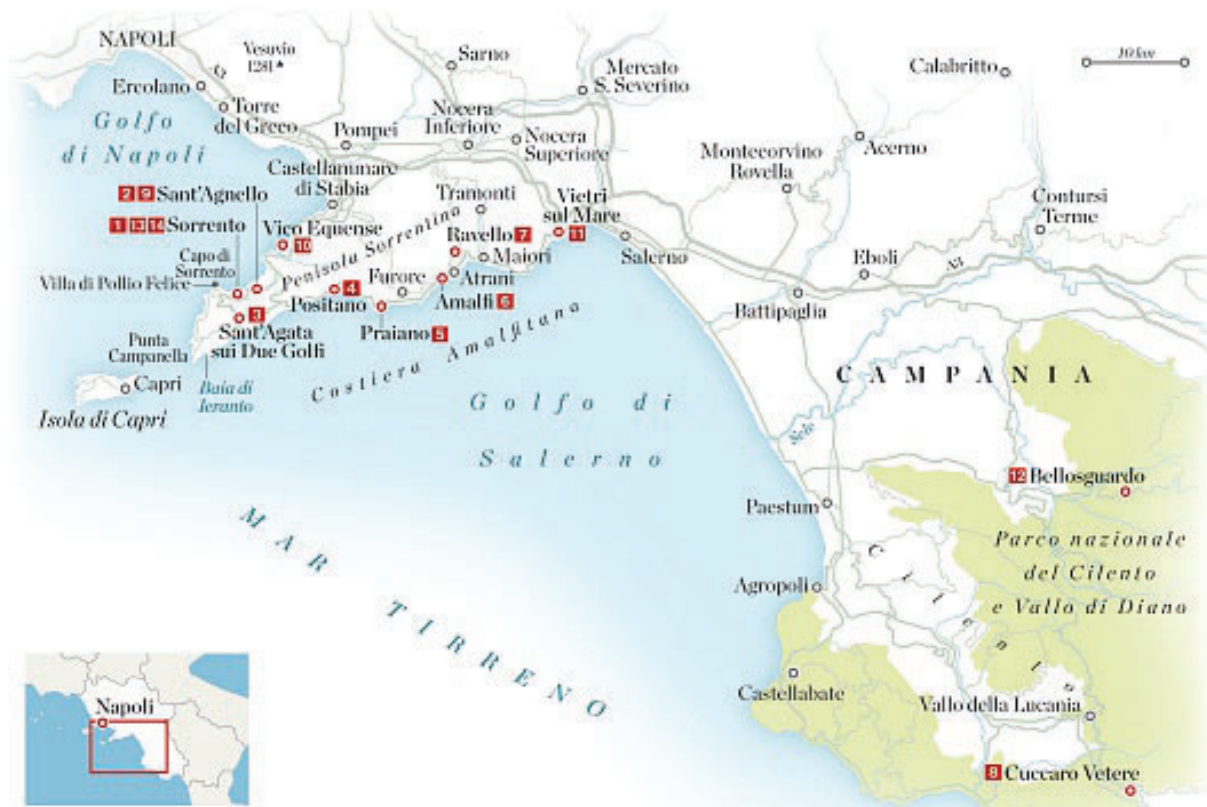 NAPOLI
Vesuvio
1281
Sarno
Mercato
S. Severino
Calabritto
10 km
Ercolano
A3
Golfo
di Napoli
Torre
del Greco
Pompei
Nocera
Inferiore
Nocera
Superiore
Montecorvino
Rovella
Acerno
Castellammare
di Stabia
Tramonti
Vietri
sul Mare
11
Contursi
Terme
2 9 Sant'Agnello
1 13 14 Sorrento
Vico Equense
10
Penisola Sorrentina
Ravello 7
Maiori
Salerno
Eboli
A3
Capo di
Sorrento
Villa di Pollio Felice
Furore
Atrani
4
Positano
Amalfi 6
Battipaglia
3
Sant'Agata
sui Due Golfi
Praiano 5
Costiera Amalfitana
Punta
Campanella
Capri
Baia di
Ieranto
Isola di Capri
CAMPANIA
Golfo di
Salerno
Sele
12 Bellosguardo
MAR
TIRRENO
Paestum
Parco nazionale
del Cilento
e Vallo di Diano
Cilento
Agropoli
Castellabate
Vallo della Lucania
8 Cuccaro Vetere
Napoli